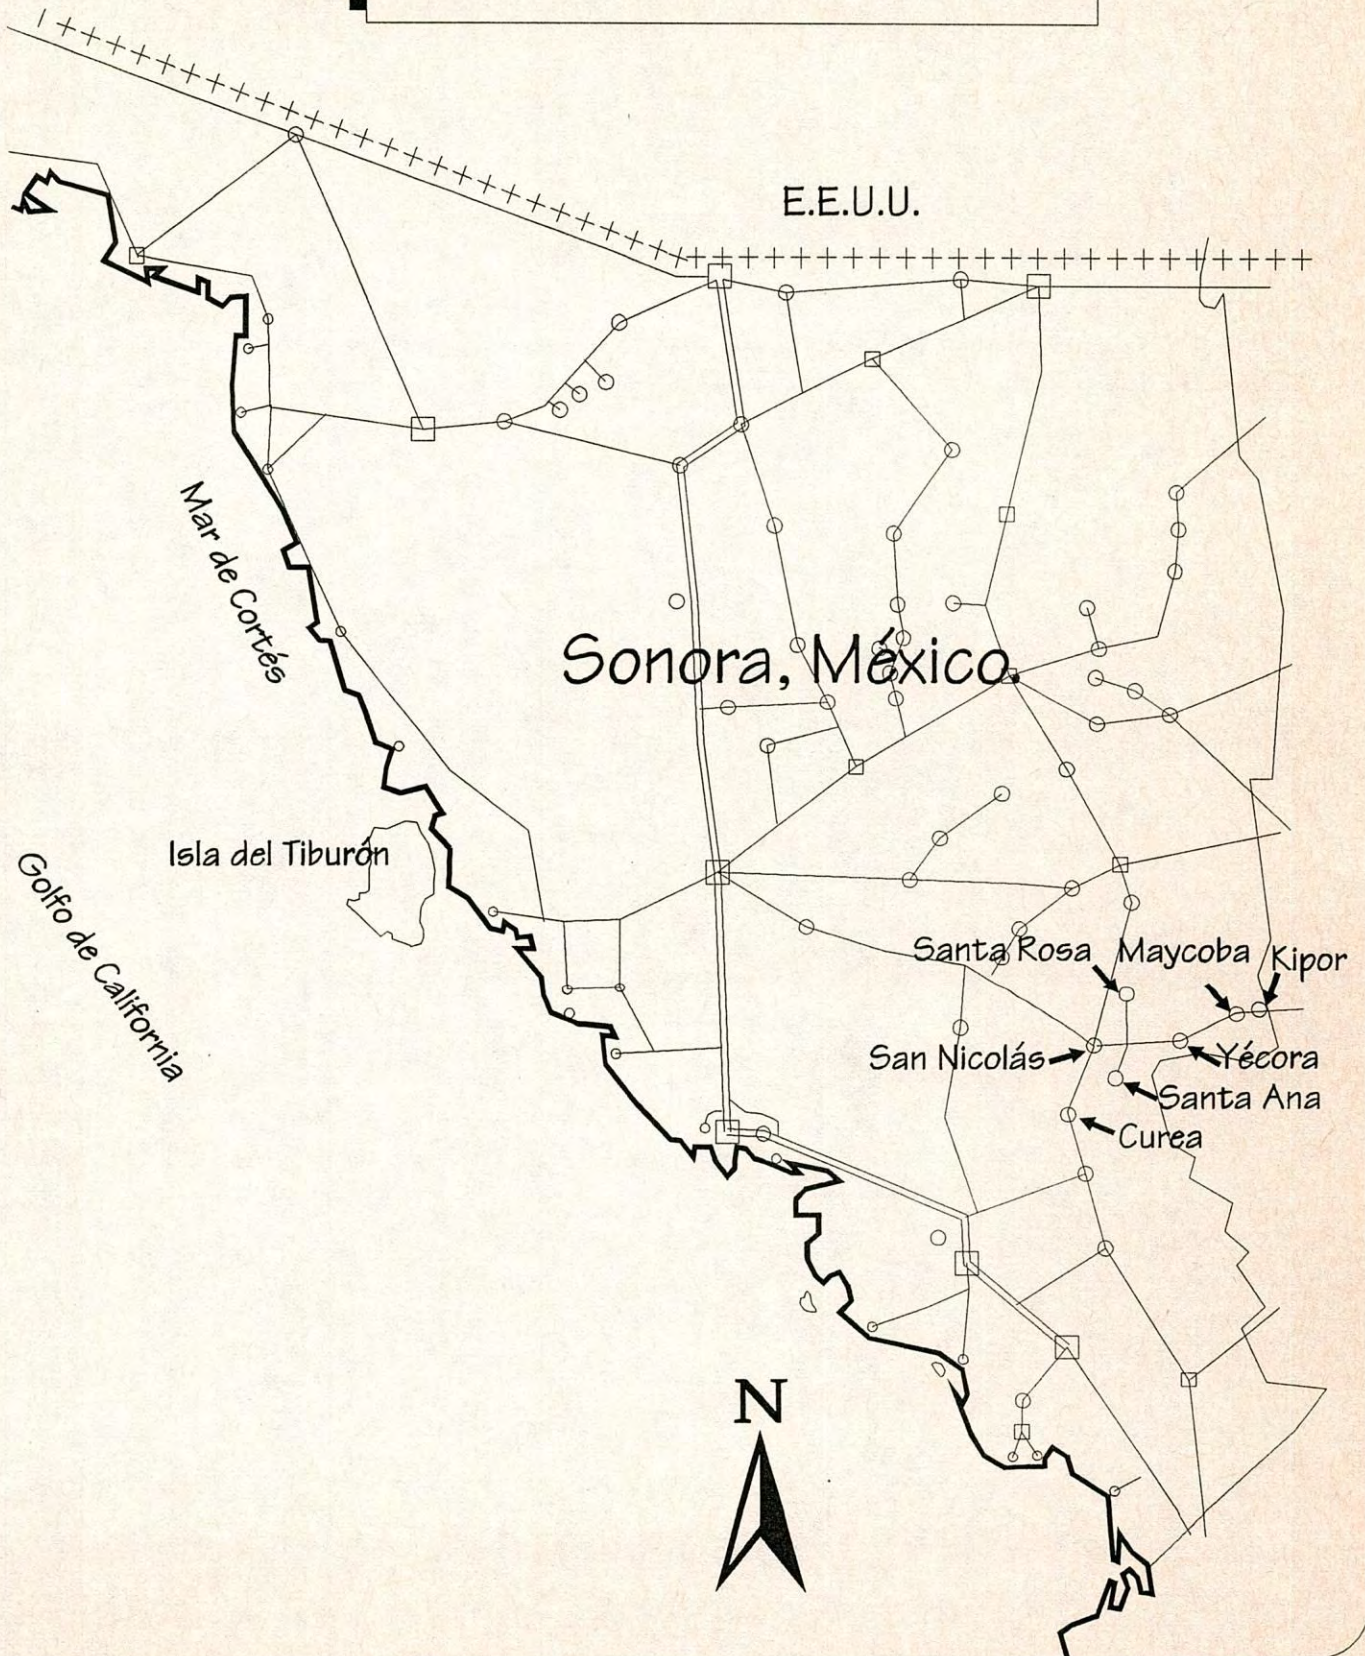 E.E.U.U.
Mar de Cortés
Sonora, México.
Isla del Tiburón
Golfo de California
Santa Rosa
Maycoba
Kipor
San Nicolás
Yécora
Santa Ana
Curea
N